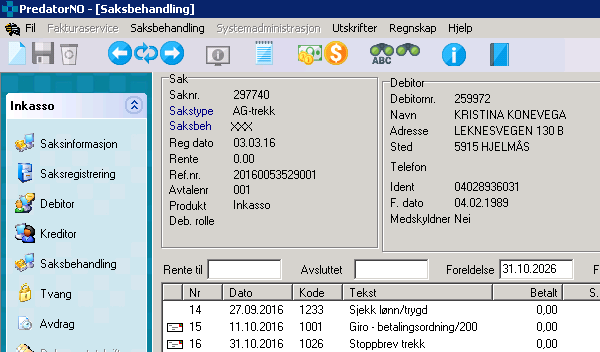 PredatorNO - [Saksbehandling]
Fil Fakturaservice Saksbehandling Systemadministrasjon Utskrifter Regnskap Hjelp
ABC
Inkasso
Saksinformasjon
Saksregistrering
Debitor
Kreditor
Saksbehandling
Tvang
Avdrag
Sak
Saknr. 297740
Sakstype AG-trekk
Saksbeh XXX
Reg dato 03.03.16
Rente 0.00
Ref.nr. 20160053529001
Avtalenr 001
Produkt Inkasso
Deb. rolle
Debitor
Debitornr. 259972
Navn KRISTINA KONEVEGA
Adresse LEKNESVEGEN 130 B
Sted 5915 HJELMÅS
Telefon
Ident 04028936031
F. dato 04.02.1989
Medskyldner Nei
Rente til Avsluttet Foreldelse 31.10.2026 F
Nr Dato Kode Tekst Betalt S.
14 27.09.2016 1233 Sjekk lønn/trygd 0,00
15 11.10.2016 1001 Giro - betalingsordning/200 0,00
16 31.10.2016 1026 Stoppbrev trekk 0,00